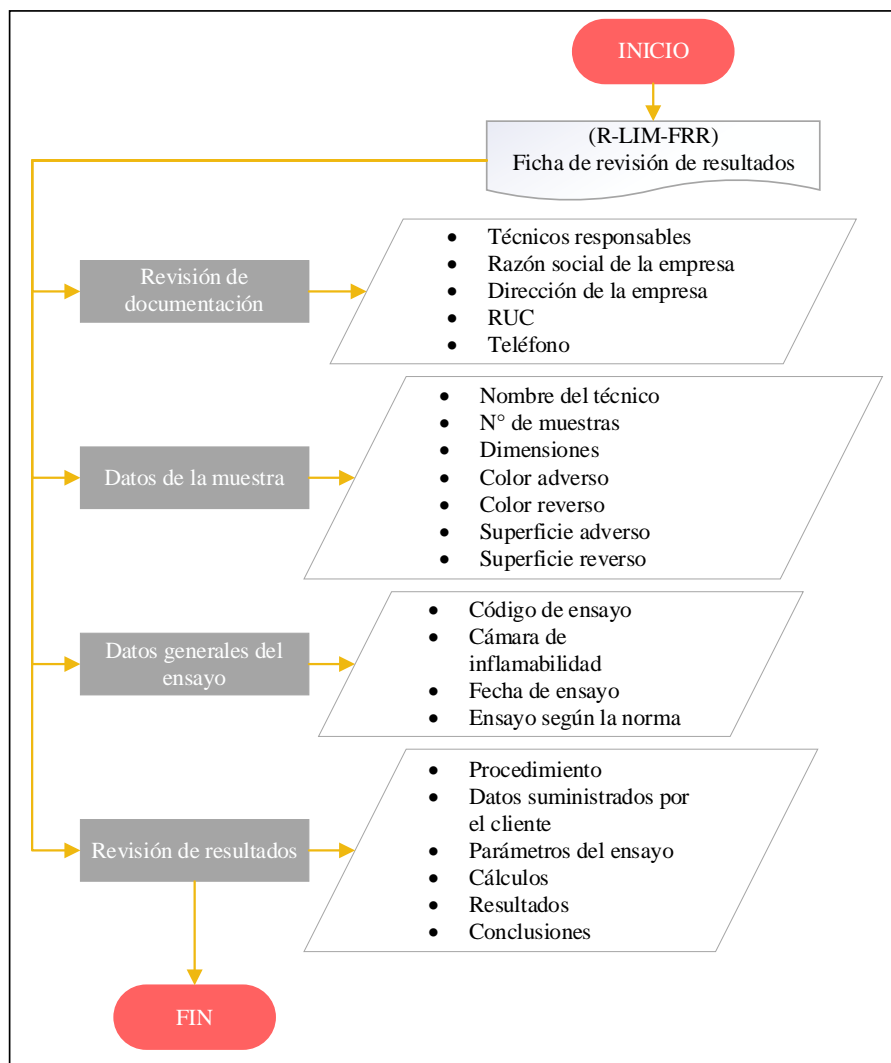 INICIO
(R-LIM-FRR)
Ficha de revisión de resultados
Revisión de
documentación
• Técnicos responsables
• Razón social de la empresa
• Dirección de la empresa
• RUC
• Teléfono
Datos de la muestra
• Nombre del técnico
• N° de muestras
• Dimensiones
• Color adverso
• Color reverso
• Superficie adverso
• Superficie reverso
Datos generales del
ensayo
• Código de ensayo
• Cámara de
inflamabilidad
• Fecha de ensayo
• Ensayo según la norma
Revisión de resultados
• Procedimiento
• Datos suministrados por
el cliente
• Parámetros del ensayo
• Cálculos
• Resultados
• Conclusiones
FIN